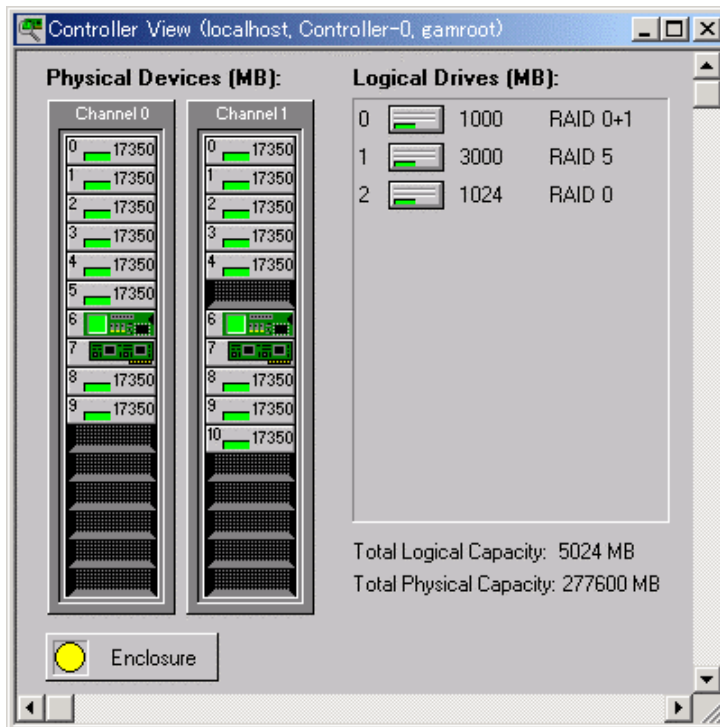 Controller View (localhost, Controller-0, gamroot)
Physical Devices (MB):
Channel 0
0 17350
1 17350
2 17350
3 17350
4 17350
5 17350
6
7
8 17350
9 17350
Channel 1
0 17350
1 17350
2 17350
3 17350
4 17350
6
7
8 17350
9 17350
10 17350
Logical Drives (MB):
0 1000 RAID 0+1
1 3000 RAID 5
2 1024 RAID 0
Total Logical Capacity: 5024 MB
Total Physical Capacity: 277600 MB
Enclosure